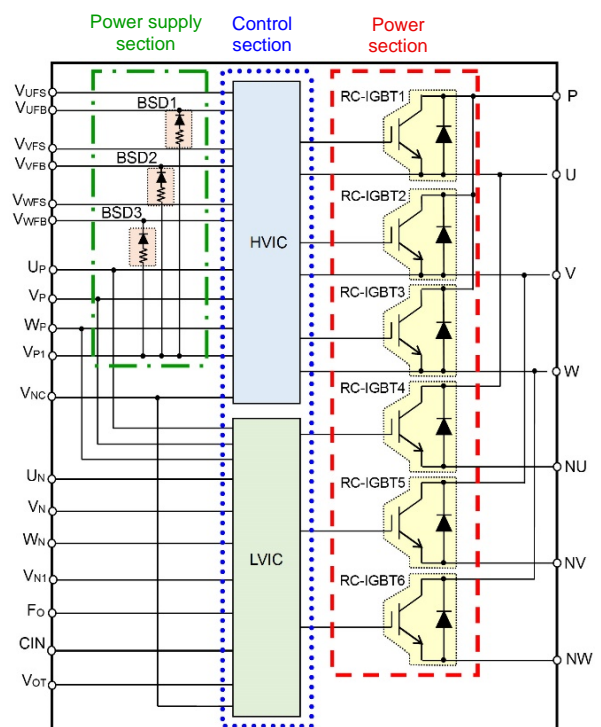 Power supply section
Control section
Power section
VUFS
VUFB
BSD1
VVFS
VVFB
BSD2
VWFS
VWFB
BSD3
UP
VP
WP
VP1
VNC
UN
VN
WN
VN1
FO
CIN
VOT
HVIC
LVIC
RC-IGBT1
RC-IGBT2
RC-IGBT3
RC-IGBT4
RC-IGBT5
RC-IGBT6
P
U
V
W
NU
NV
NW